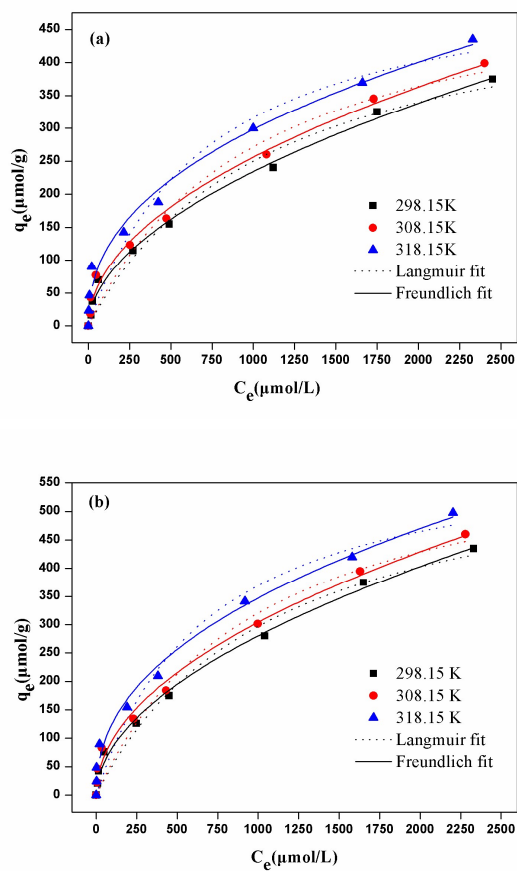 (a)
450
400
350
300
250
200
150
100
50
0
qe(µmol/g)
298.15K
308.15K
318.15K
Langmuir fit
Freundlich fit
0 250 500 750 1000 1250 1500 1750 2000 2250 2500
Ce(µmol/L)
(b)
550
500
450
400
350
300
250
200
150
100
50
0
qe(µmol/g)
298.15 K
308.15 K
318.15 K
Langmuir fit
Freundlich fit
0 250 500 750 1000 1250 1500 1750 2000 2250 2500
Ce(µmol/L)